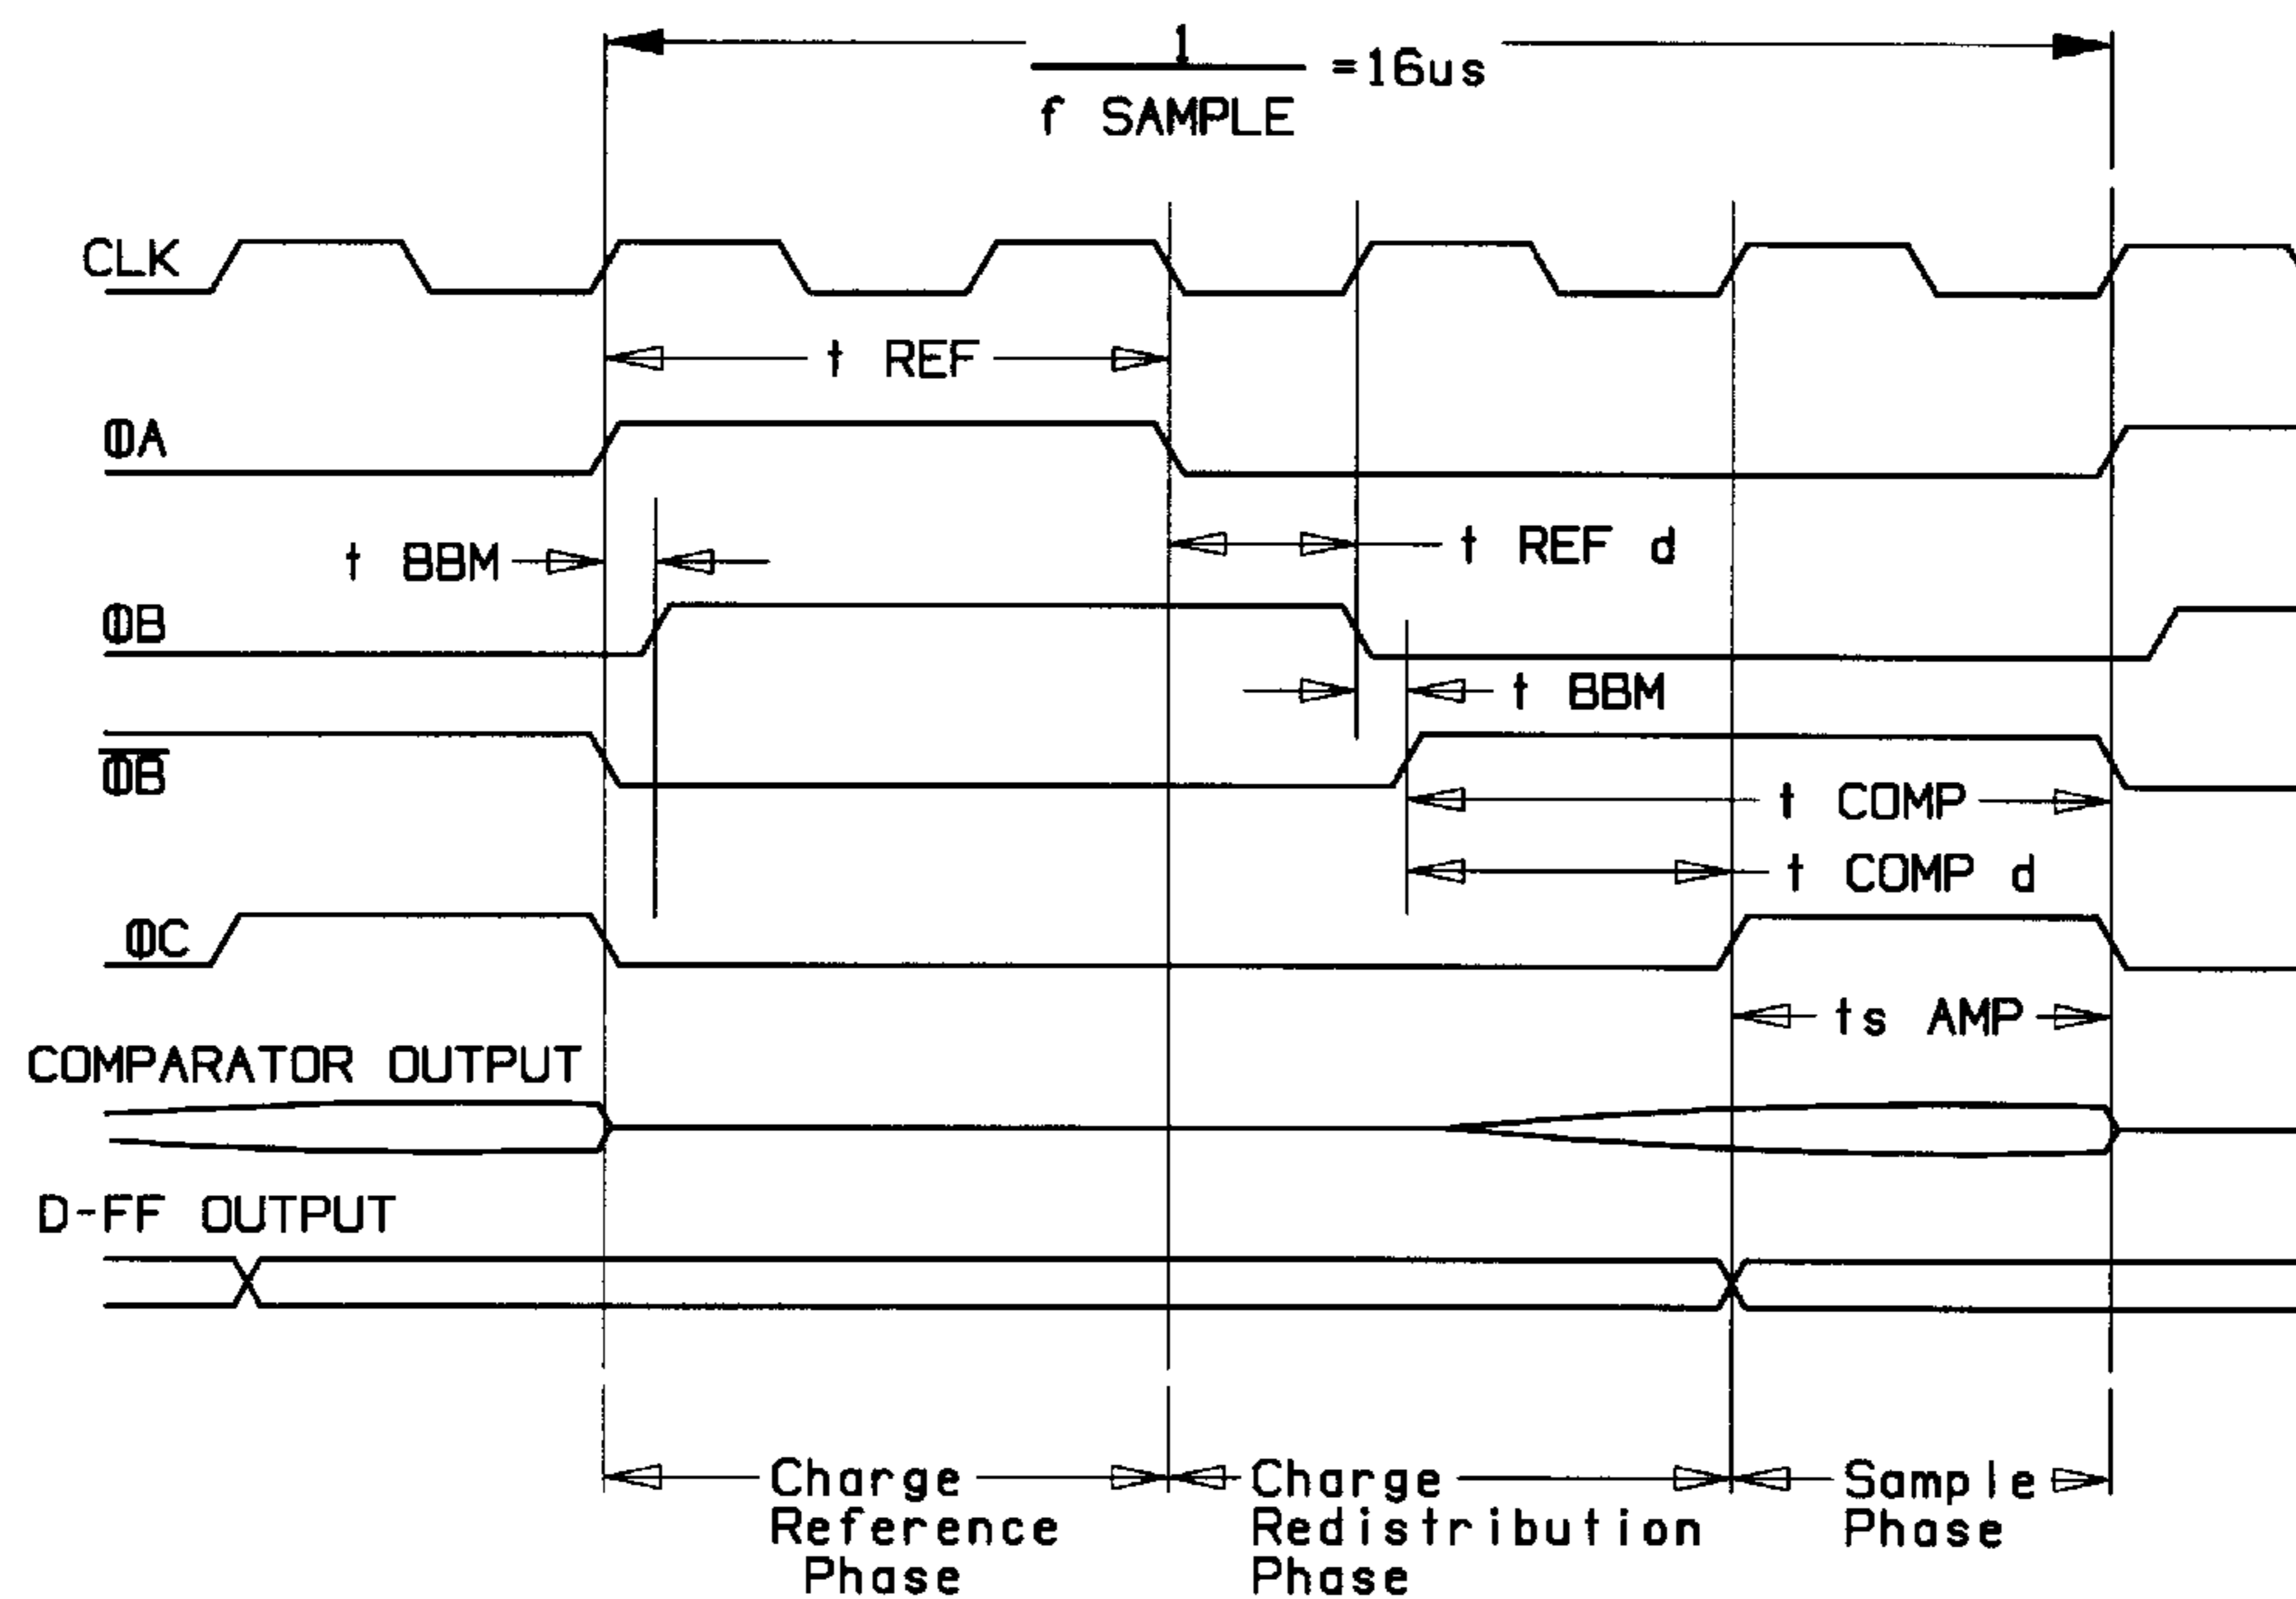 1
=16us
f SAMPLE
CLK
t REF
ΦA
t REF d
t BBM
ΦB
t BBM
ΦB
t COMP
t COMP d
ΦC
ts AMP
COMPARATOR OUTPUT
D-FF OUTPUT
Charge
Reference
Phase
Charge
Redistribution
Phase
Sample
Phase